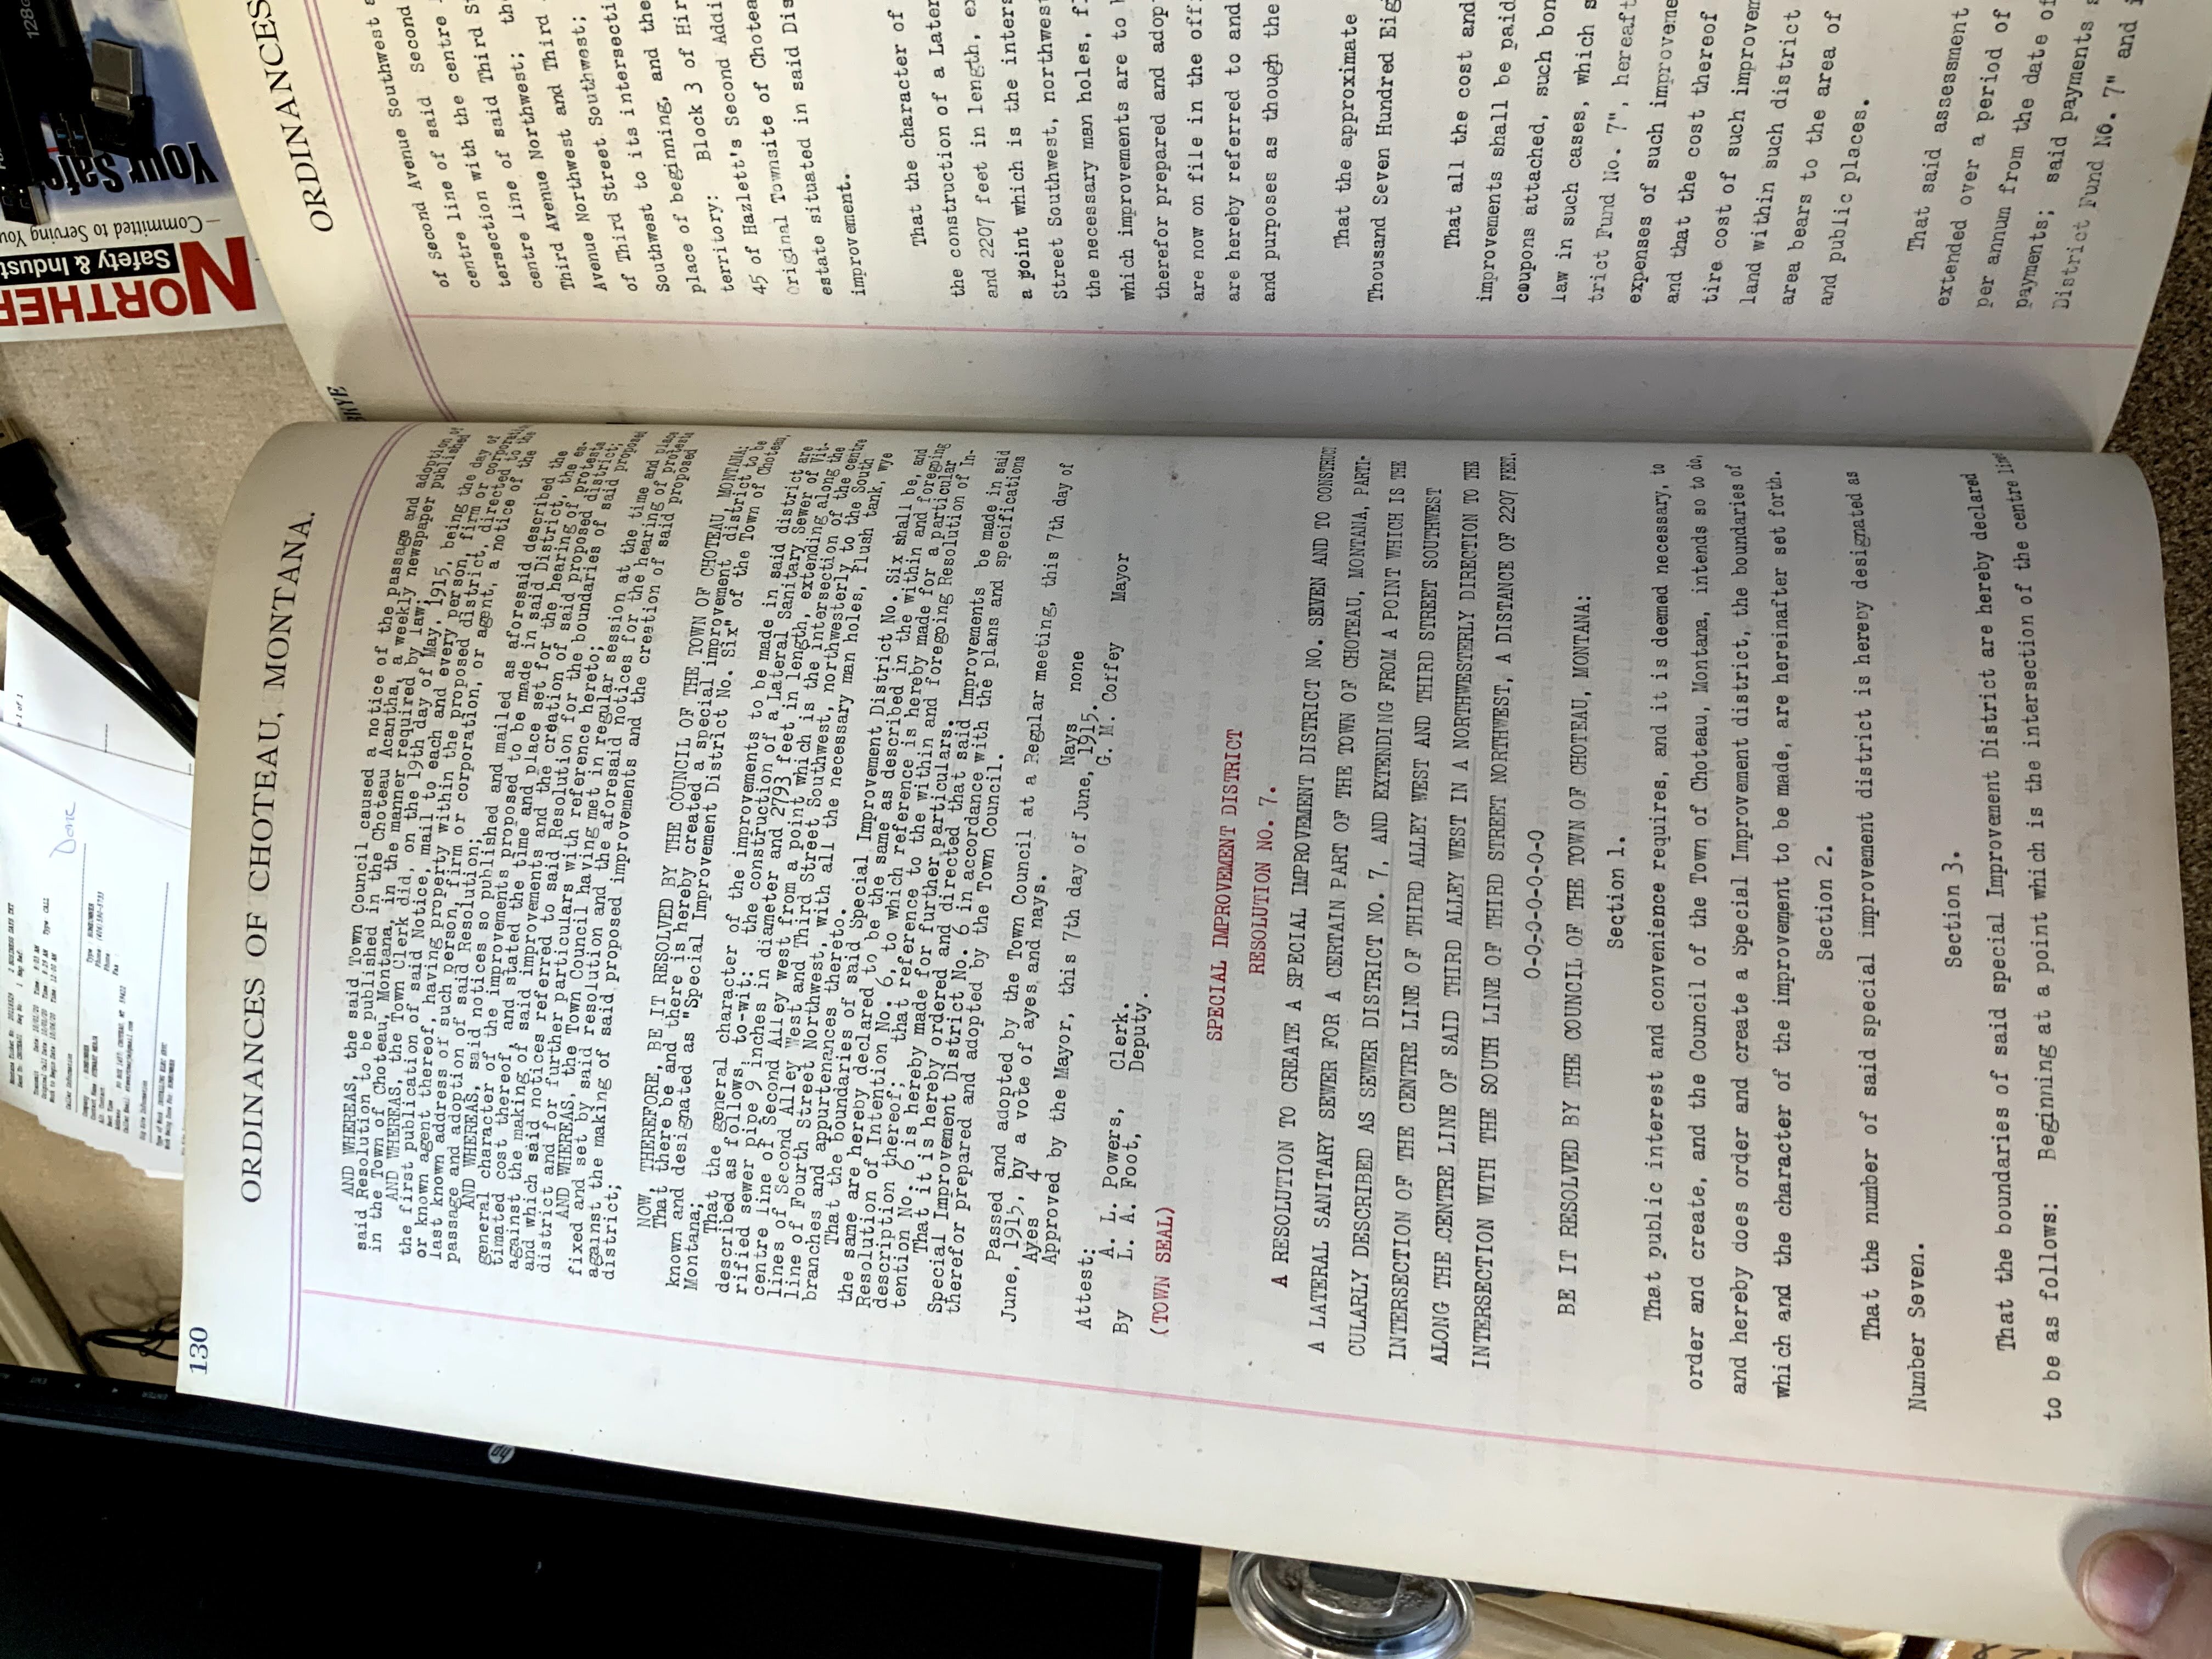 130
ORDINANCES OF CHOTEAU, MONTANA.
AND WHEREAS, the said Town Council caused a notice of the passage and adoption of
said Resolution to be published in the Choteau Acantha, a weekly newspaper published
in the Town of Choteau, Montana, in the manner required by law;
AND WHEREAS, the Town Clerk did, on the 19th day of May, 1915, being the day of
the first publication of said Notice, mail to each and every person, firm or corporation
or known agent thereof, having property within the proposed district, directed to
last known address of such person, firm or corporation, or agent, a notice of the
passage and adoption of said Resolution;
AND WHEREAS, said notices so published and mailed as aforesaid described the
general character of the improvements proposed to be made in said District, the es-
timated cost thereof, and stated the time and place set for the hearing of protests
against the making of said improvements and the creation of said proposed district;
and which said notices referred to said Resolution for the boundaries of said proposed
district and for further particulars with reference hereto;
AND WHEREAS, the Town Council having met in regular session at the time and place
fixed and set by said resolution and the aforesaid notices for the hearing of protests
against the making of said proposed improvements and the creation of said proposed
district;
NOW, THEREFORE, BE IT RESOLVED BY THE COUNCIL OF THE TOWN OF CHOTEAU, MONTANA:
That there be and there is hereby created a special improvement district to be
known and designated as "Special Improvement District No. Six" of the Town of Choteau,
Montana;
That the general character of the improvements to be made in said district are
described as follows, to-wit: the construction of a Lateral Sanitary Sewer of Vit-
rified sewer pipe 9 inches in diameter and 2793 feet in length, extending along the
centre line of Second Alley west from a point which is the intersection of the centre
lines of Second Alley West and Third Street Southwest, northwesterly to the South
line of Fourth Street Northwest, with all the necessary man holes, flush tank, wye
branches and appurtenances thereto.
That the boundaries of said Special Improvement District No. Six shall be, and
the same are hereby declared to be the same as described in the within and foregoing
Resolution of Intention No. 6, to which reference is hereby made for a particular
description thereof; that reference to the within and foregoing Resolution of In-
tention No. 6 is hereby made for further particulars.
That it is hereby ordered and directed that said Improvements be made in said
Special Improvement District No. 6 in accordance with the plans and specifications
therefor prepared and adopted by the Town Council.
Passed and adopted by the Town Council at a Regular meeting, this 7th day of
June, 1915, by a vote of ayes and nays.
Ayes 4 Nays none
Approved by the Mayor, this 7th day of June, 1915.
Attest; G. M. Coffey Mayor
A. L. Powers, Clerk.
By L. A. Foot, Deputy.
(TOWN SEAL)
SPECIAL IMPROVEMENT DISTRICT
RESOLUTION NO. 7.
A RESOLUTION TO CREATE A SPECIAL IMPROVEMENT DISTRICT NO. SEVEN AND TO CONSTRUCT
A LATERAL SANITARY SEWER FOR A CERTAIN PART OF THE TOWN OF CHOTEAU, MONTANA, PARTI-
CULARLY DESCRIBED AS SEWER DISTRICT NO. 7, AND EXTENDING FROM A POINT WHICH IS THE
INTERSECTION OF THE CENTRE LINE OF THIRD ALLEY WEST AND THIRD STREET SOUTHWEST
ALONG THE CENTRE LINE OF SAID THIRD ALLEY WEST IN A NORTHWESTERLY DIRECTION TO THE
INTERSECTION WITH THE SOUTH LINE OF THIRD STREET NORTHWEST, A DISTANCE OF 2207 FEET.
0-0-0-0-0-0-0-0
BE IT RESOLVED BY THE COUNCIL OF THE TOWN OF CHOTEAU, MONTANA:
Section 1.
That public interest and convenience requires, and it is deemed necessary, to
order and create, and the Council of the Town of Choteau, Montana, intends so to do,
and hereby does order and create a Special Improvement district, the boundaries of
which and the character of the improvement to be made, are hereinafter set forth.
Section 2.
That the number of said special improvement district is hereby designated as
Number Seven.
Section 3.
That the boundaries of said special Improvement District are hereby declared
to be as follows: Beginning at a point which is the intersection of the centre line
ORDINANCES
of Second Avenue Southwest
centre line of said Second
tersection with the centre
centre line of said Third
Third Avenue Northwest; th
Avenue Northwest and Third
of Third Street Southwest;
Southwest to its intersecti
place of beginning, and the
territory: Block 3 of Hir
45 of Hazlett's Second Addi
Original Townsite of Chotea
estate situated in said Dis
improvement.
That the character of
the construction of a Later
and 2207 feet in length, ex
a point which is the inters
Street Southwest, northwest
the necessary man holes, fl
which improvements are to b
therefor prepared and adop
are now on file in the offi
are hereby referred to and
and purposes as though the
That the approximate
Thousand Seven Hundred Eig
That all the cost and
improvements shall be paid
coupons attached, such bon
law in such cases, which s
trict Fund No. 7", hereaft
expenses of such improveme
and that the cost thereof
tire cost of such improvem
land within such district
area bears to the area of
and public places.
That said assessment
extended over a period of
per annum from the date of
payments; said payments
District Fund No. 7" and
NORTHER
Safety & Indust
Committed to Serving You
Your Safe
hp
Done